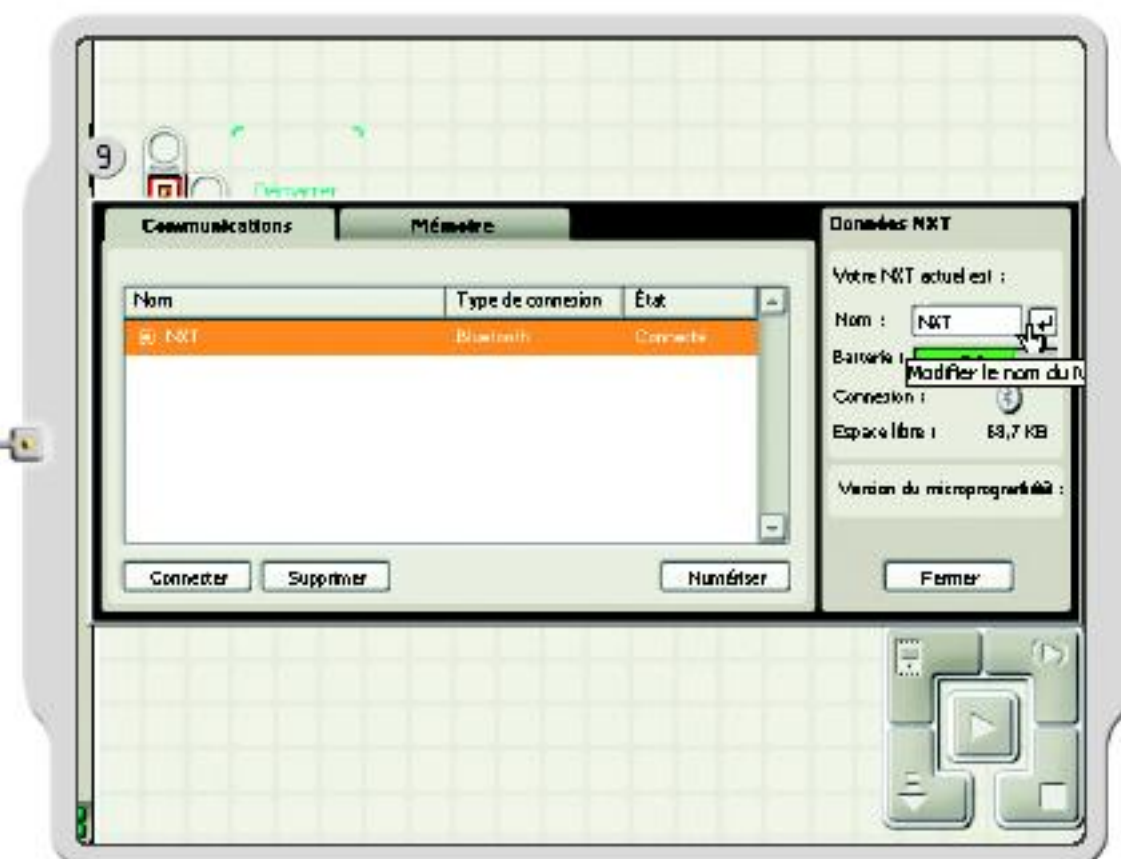 9
Démarrer
Communications Mémoire
Nom Type de connexion État
NXT Bluetooth Connecté
Connecter Supprimer Numériser
Données NXT
Votre NXT actuel est :
Nom : NXT
Batterie :
Modifier le nom du N
Connexion :
Espace libre : KB
Version du :
Fermer